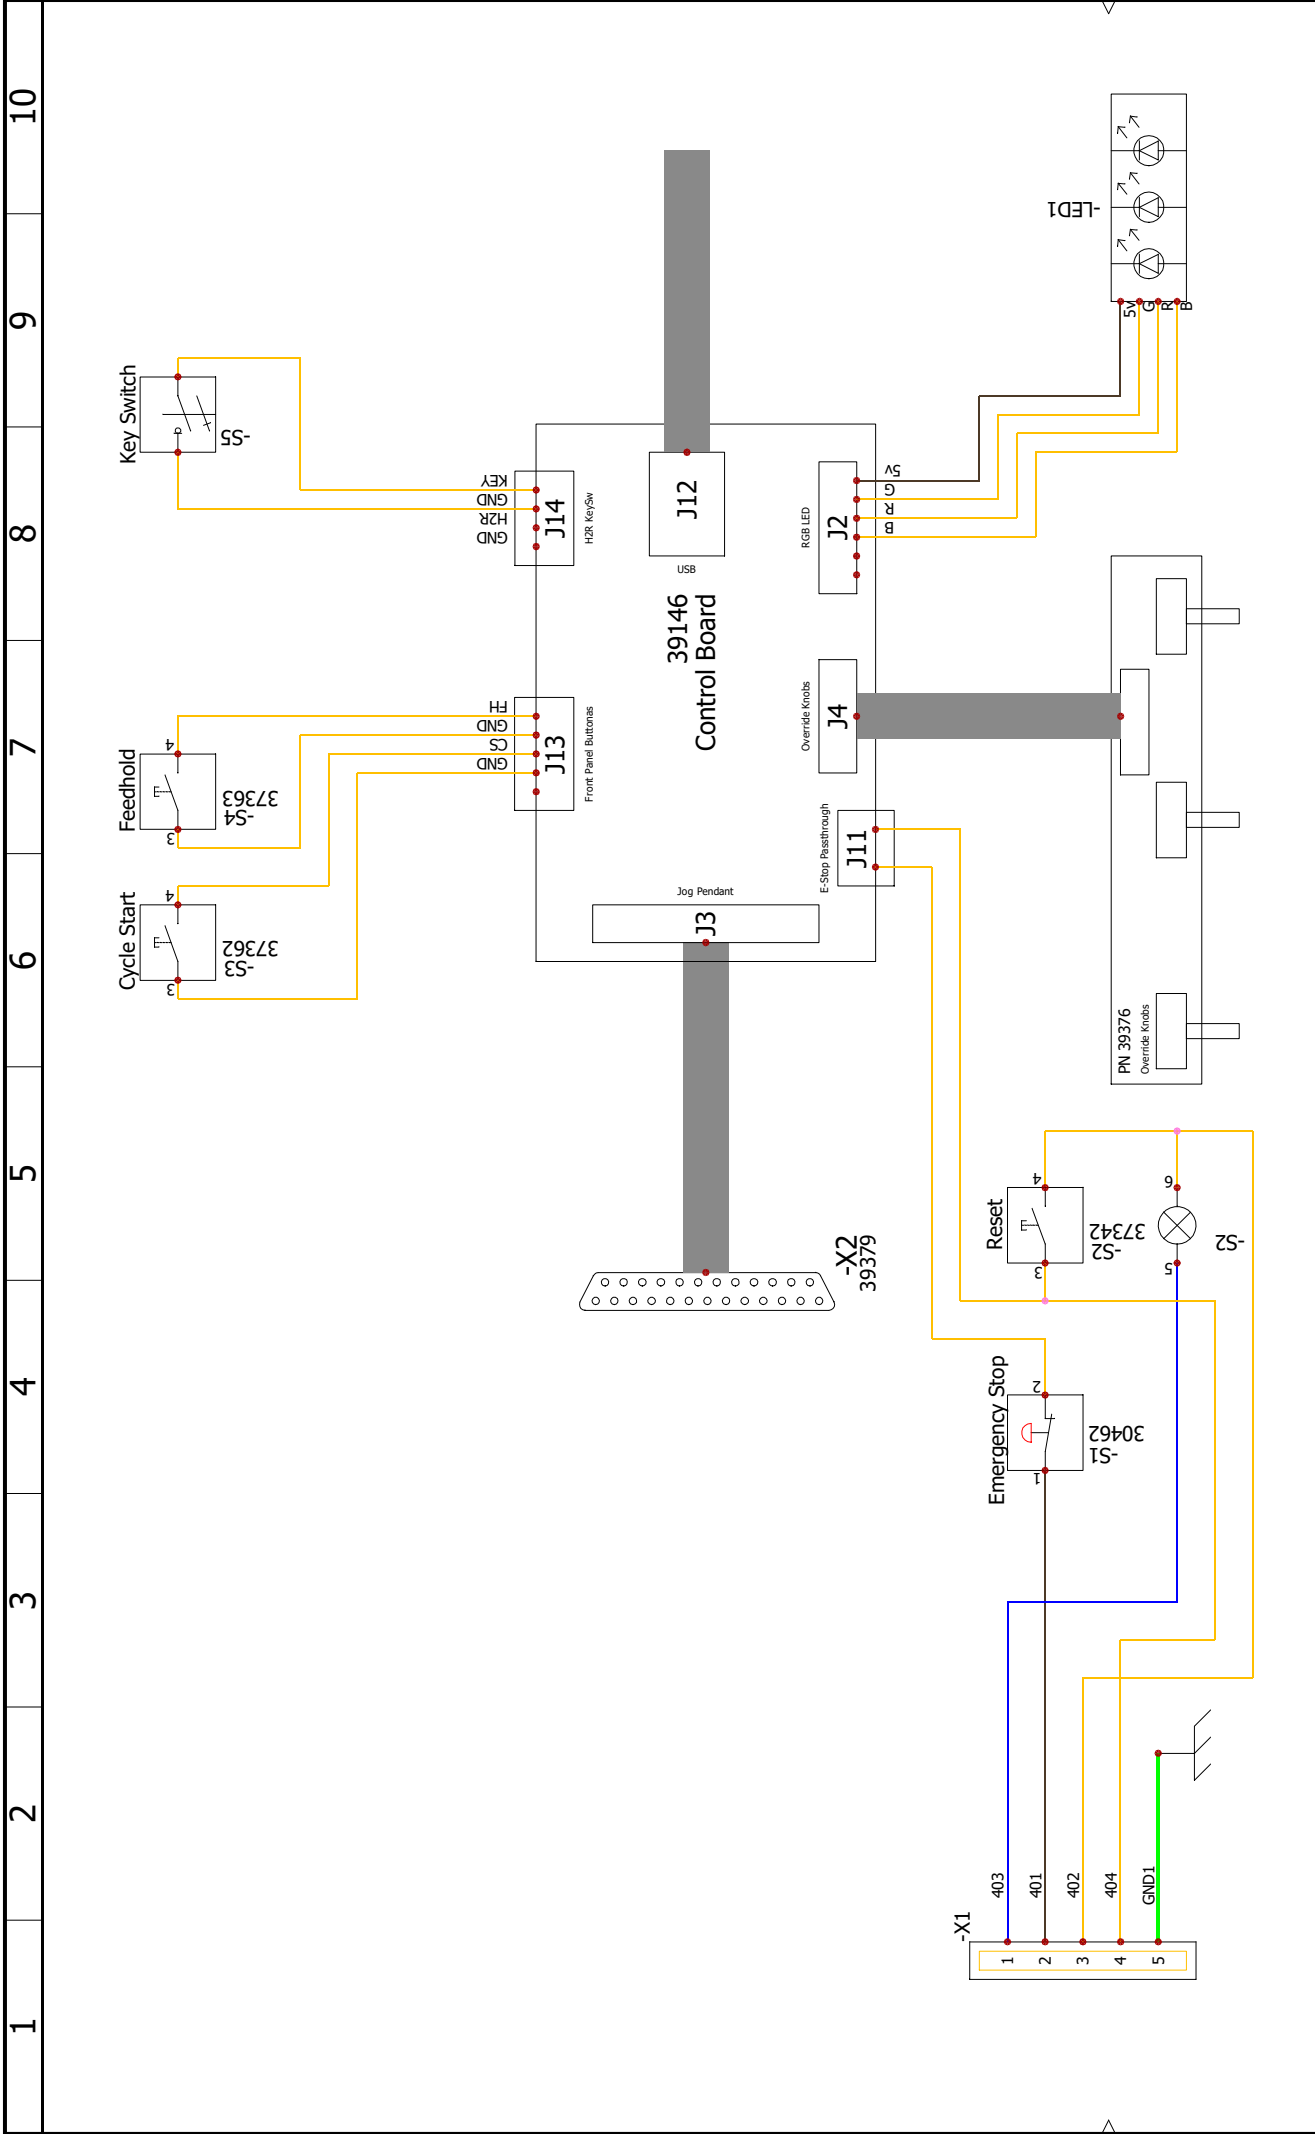 10
9
8
7
6
5
4
3
2
1
Key Switch
-S5
Feedhold
4
3
-S4
37363
Cycle Start
4
3
-S3
37362
KEY
GND
H2R
GND
J14
H2R KeySw
FH
GND
CS
GND
J13
Front Panel Buttonas
J12
USB
39146
Control Board
Jog Pendant
J3
RGB LED
J2
5v
G
R
B
Override Knobs
J4
E-Stop Passthrough
J11
-LED1
5v
G
R
B
PN 39376
Override Knobs
-X2
39379
Reset
4
3
-S2
37342
6
5
-S2
Emergency Stop
2
1
-S1
30462
-X1
403
401
402
404
GND1
1
2
3
4
5